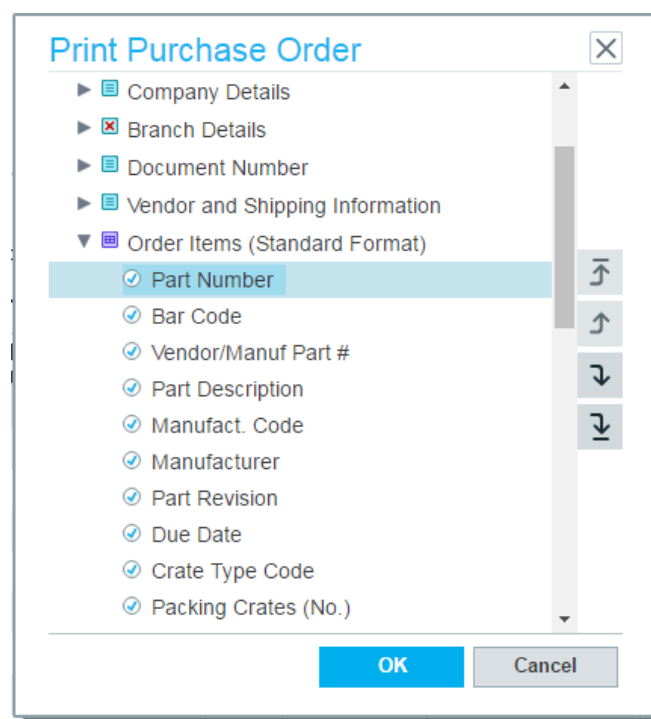 Print Purchase Order
Company Details
Branch Details
Document Number
Vendor and Shipping Information
Order Items (Standard Format)
Part Number
Bar Code
Vendor/Manuf Part #
Part Description
Manufact. Code
Manufacturer
Part Revision
Due Date
Crate Type Code
Packing Crates (No.)
OK Cancel